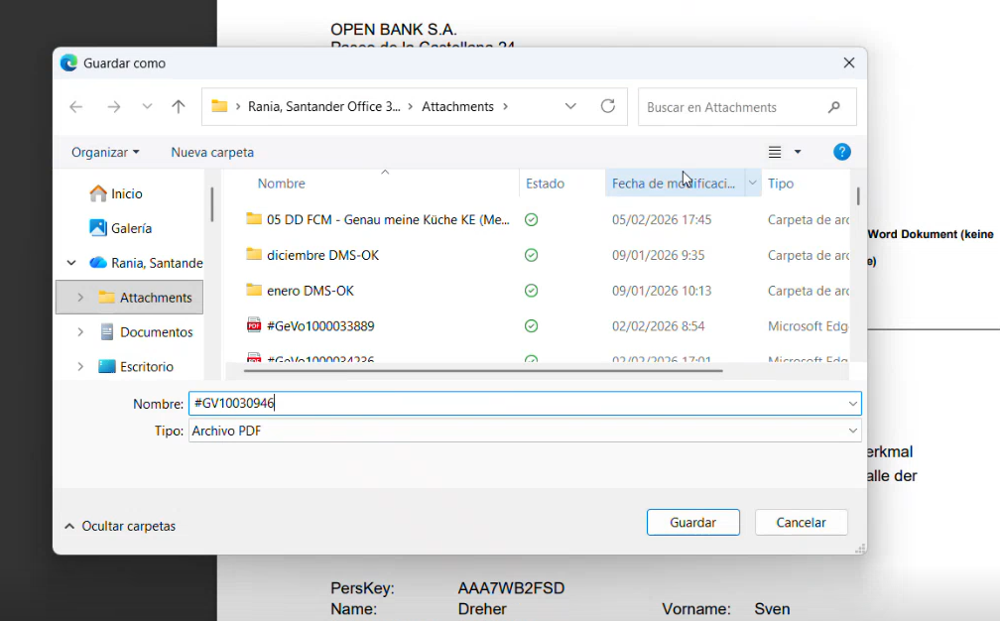 OPEN BANK S.A.
Paseo de la Castellana 24
Guardar como
Rania, Santander Office 3... > Attachments >
Buscar en Attachments
Organizar
Nueva carpeta
Nombre
Estado
Fecha de modificaci...
Tipo
Inicio
Galería
Rania, Santande
Attachments
Documentos
Escritorio
05 DD FCM - Genau meine Küche KE (Me... 05/02/2026 17:45 Carpeta de arc
diciembre DMS-OK 09/01/2026 9:35 Carpeta de arc
enero DMS-OK 09/01/2026 10:13 Carpeta de arc
#GeVo1000033889 02/02/2026 8:54 Microsoft Edg
#GeVo1000034236 02/02/2026 17:01 Microsoft Edg
Word Dokument (keine
e)
Nombre: #GV10030946
Tipo: Archivo PDF
erkmal
alle der
Ocultar carpetas
Guardar
Cancelar
PersKey: AAA7WB2FSD
Name: Dreher Vorname: Sven